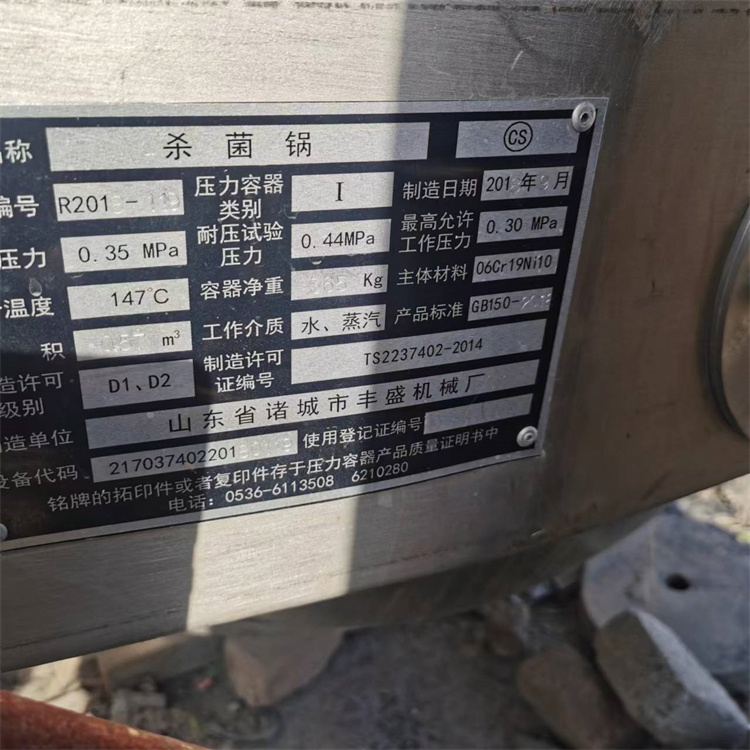 称 杀菌锅 CS
编号 R201 压力容器类别 I 制造日期 201 年 月
压力 0.35 MPa 耐压试验压力 0.44MPa 最高允许工作压力 0.30 MPa
温度 147℃ 容器净重 Kg 主体材料 06Cr19Ni10
积 m³ 工作介质 水、蒸汽 产品标准 GB150-
造许可级别 D1、D2 制造许可证编号 TS2237402-2014
造单位 山东省诸城市丰盛机械厂
设备代码 217037402201 使用登记证编号
铭牌的拓印件或者复印件存于压力容器产品质量证明书中
电话：0536-6113508 6210280